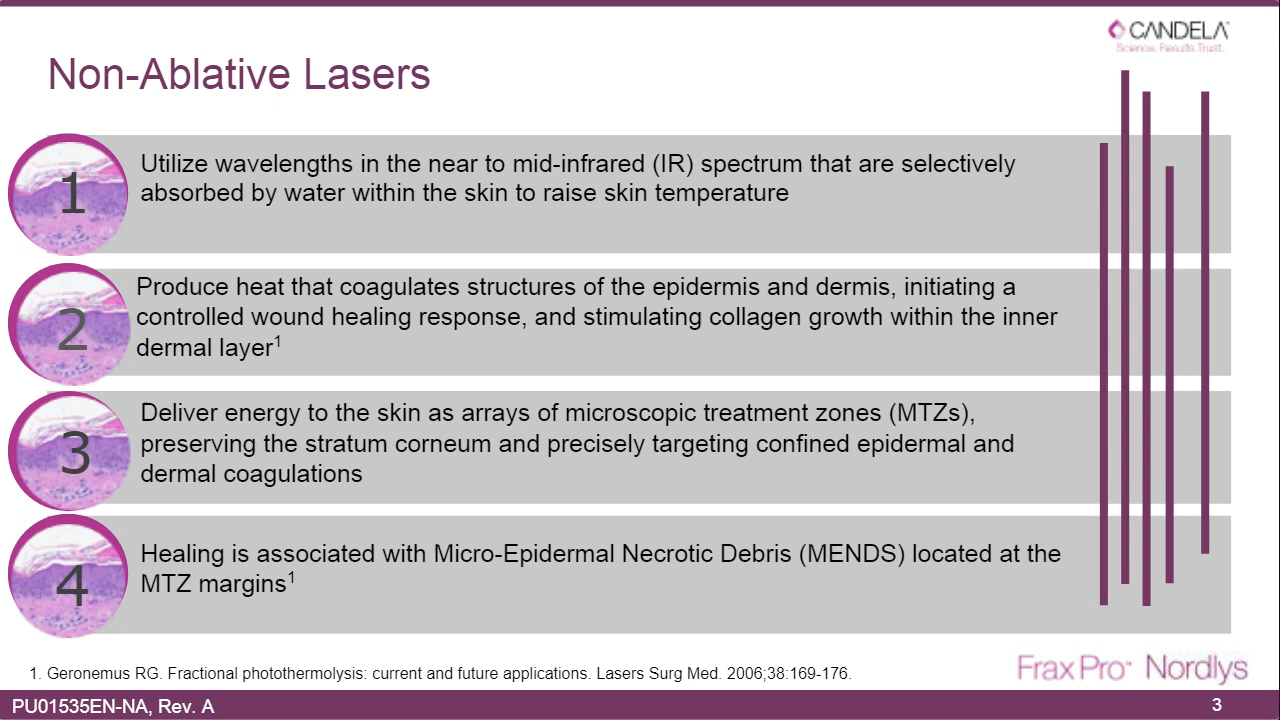 CANDELA™
Science. Results. Trust.
Non-Ablative Lasers
1
Utilize wavelengths in the near to mid-infrared (IR) spectrum that are selectively
absorbed by water within the skin to raise skin temperature
2
Produce heat that coagulates structures of the epidermis and dermis, initiating a
controlled wound healing response, and stimulating collagen growth within the inner
dermal layer¹
3
Deliver energy to the skin as arrays of microscopic treatment zones (MTZs),
preserving the stratum corneum and precisely targeting confined epidermal and
dermal coagulations
4
Healing is associated with Micro-Epidermal Necrotic Debris (MENDS) located at the
MTZ margins¹
1. Geronemus RG. Fractional photothermolysis: current and future applications. Lasers Surg Med. 2006;38:169-176.
Frax Pro™ Nordlys
PU01535EN-NA, Rev. A
3